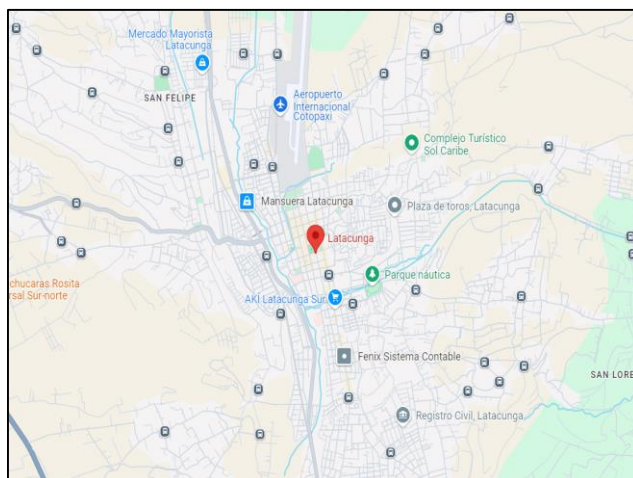 Mercado Mayorista
Latacunga
SAN FELIPE
Aeropuerto
Internacional
Cotopaxi
Complejo Turístico
Sol Caribe
Mansuera Latacunga
Plaza de toros, Latacunga
Latacunga
Parque náutica
chucaras Rosita
rsal Sur-norte
AKÍ Latacunga Sur
Fenix Sistema Contable
SAN LORE
Registro Civil, Latacunga